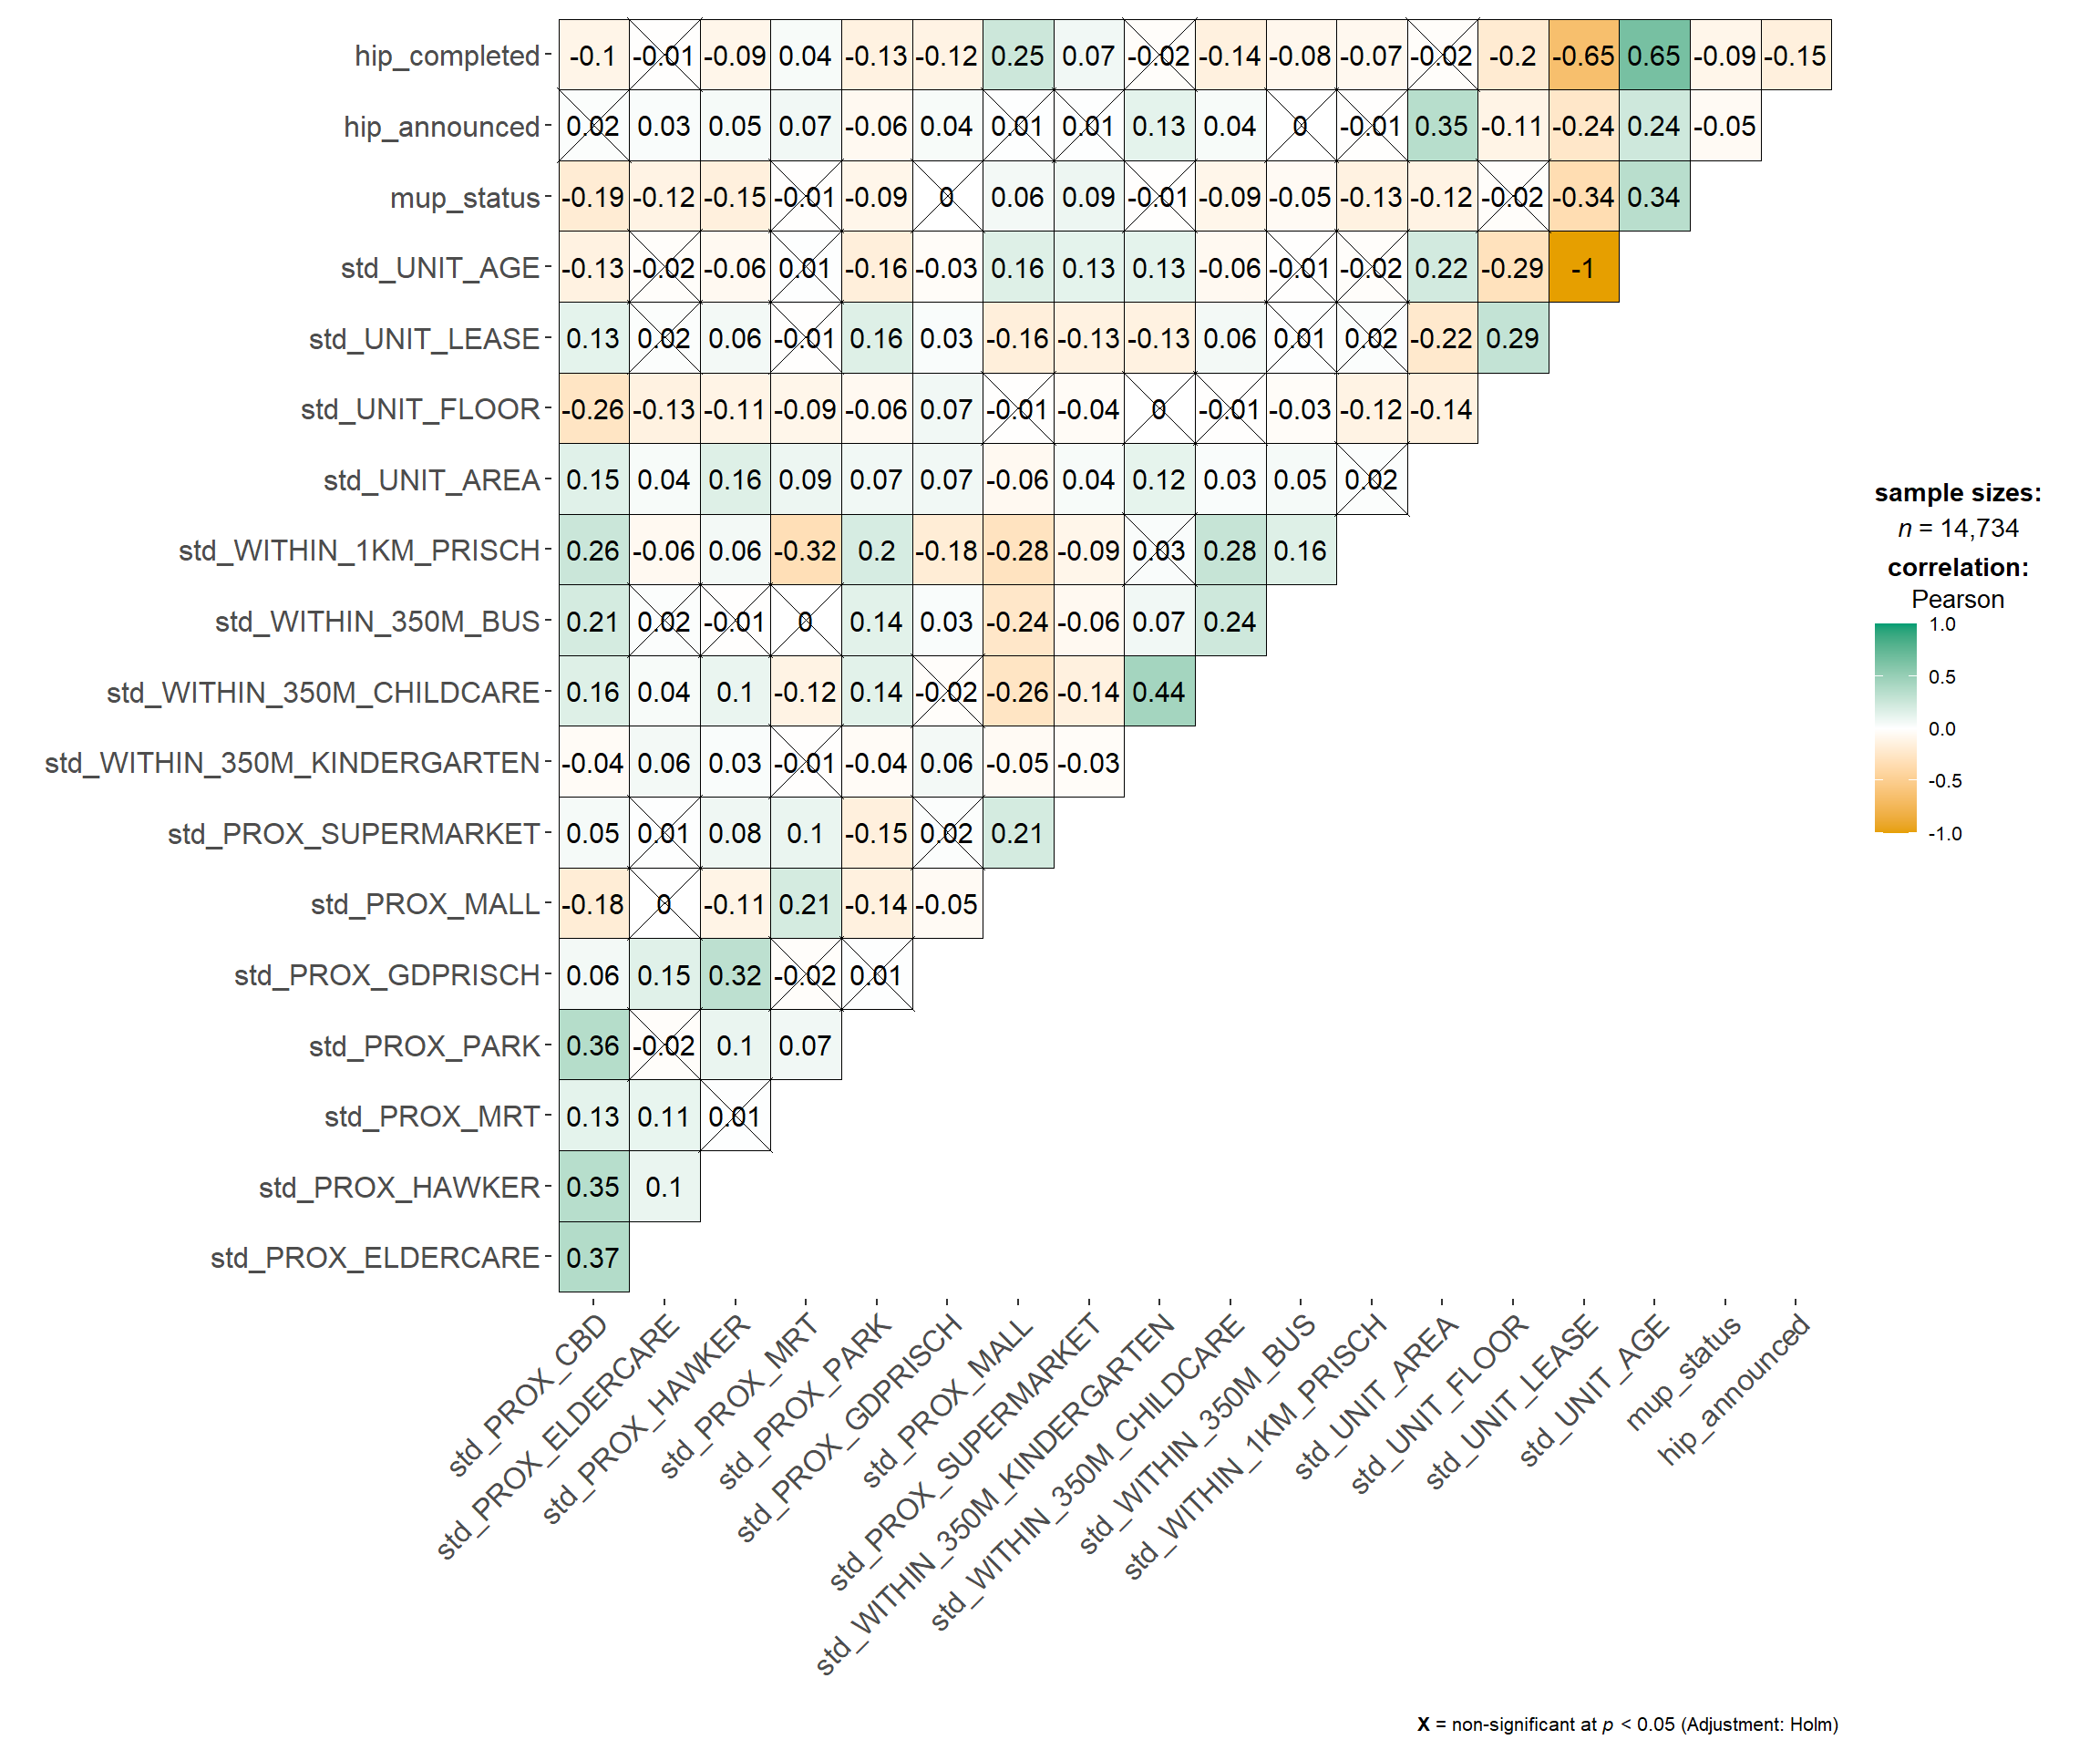 hip_completed -0.1 -0.01 -0.09 0.04 -0.13 -0.12 0.25 0.07 -0.02 -0.14 -0.08 -0.07 -0.02 -0.2 -0.65 0.65 -0.09 -0.15
hip_announced 0.02 0.03 0.05 0.07 -0.06 0.04 0.01 0.01 0.13 0.04 0 -0.01 0.35 -0.11 -0.24 0.24 -0.05
mup_status -0.19 -0.12 -0.15 -0.01 -0.09 0 0.06 0.09 -0.01 -0.09 -0.05 -0.13 -0.12 -0.02 -0.34 0.34
std_UNIT_AGE -0.13 -0.02 -0.06 0.01 -0.16 -0.03 0.16 0.13 0.13 -0.06 -0.01 -0.02 0.22 -0.29 -1
std_UNIT_LEASE 0.13 0.02 0.06 -0.01 0.16 0.03 -0.16 -0.13 -0.13 0.06 0.01 0.02 -0.22 0.29
std_UNIT_FLOOR -0.26 -0.13 -0.11 -0.09 -0.06 0.07 -0.01 -0.04 0 -0.01 -0.03 -0.12 -0.14
std_UNIT_AREA 0.15 0.04 0.16 0.09 0.07 0.07 -0.06 0.04 0.12 0.03 0.05 0.02
std_WITHIN_1KM_PRISCH 0.26 -0.06 0.06 -0.32 0.2 -0.18 -0.28 -0.09 0.03 0.28 0.16
std_WITHIN_350M_BUS 0.21 0.02 -0.01 0 0.14 0.03 -0.24 -0.06 0.07 0.24
std_WITHIN_350M_CHILDCARE 0.16 0.04 0.1 -0.12 0.14 -0.02 -0.26 -0.14 0.44
std_WITHIN_350M_KINDERGARTEN -0.04 0.06 0.03 -0.01 -0.04 0.06 -0.05 -0.03
std_PROX_SUPERMARKET 0.05 0.01 0.08 0.1 -0.15 0.02 0.21
std_PROX_MALL -0.18 0 -0.11 0.21 -0.14 -0.05
std_PROX_GDPRISCH 0.06 0.15 0.32 -0.02 0.01
std_PROX_PARK 0.36 -0.02 0.1 0.07
std_PROX_MRT 0.13 0.11 0.01
std_PROX_HAWKER 0.35 0.1
std_PROX_ELDERCARE 0.37
std_PROX_CBD
std_PROX_ELDERCARE
std_PROX_HAWKER
std_PROX_MRT
std_PROX_PARK
std_PROX_GDPRISCH
std_PROX_MALL
std_PROX_SUPERMARKET
std_WITHIN_350M_KINDERGARTEN
std_WITHIN_350M_CHILDCARE
std_WITHIN_350M_BUS
std_WITHIN_1KM_PRISCH
std_UNIT_AREA
std_UNIT_FLOOR
std_UNIT_LEASE
std_UNIT_AGE
mup_status
hip_announced
sample sizes:
n = 14,734
correlation:
Pearson
1.0
0.5
0.0
-0.5
-1.0
X = non-significant at p < 0.05 (Adjustment: Holm)